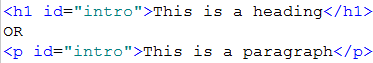 <h1 id="intro">This is a heading</h1>
OR
<p id="intro">This is a paragraph</p>